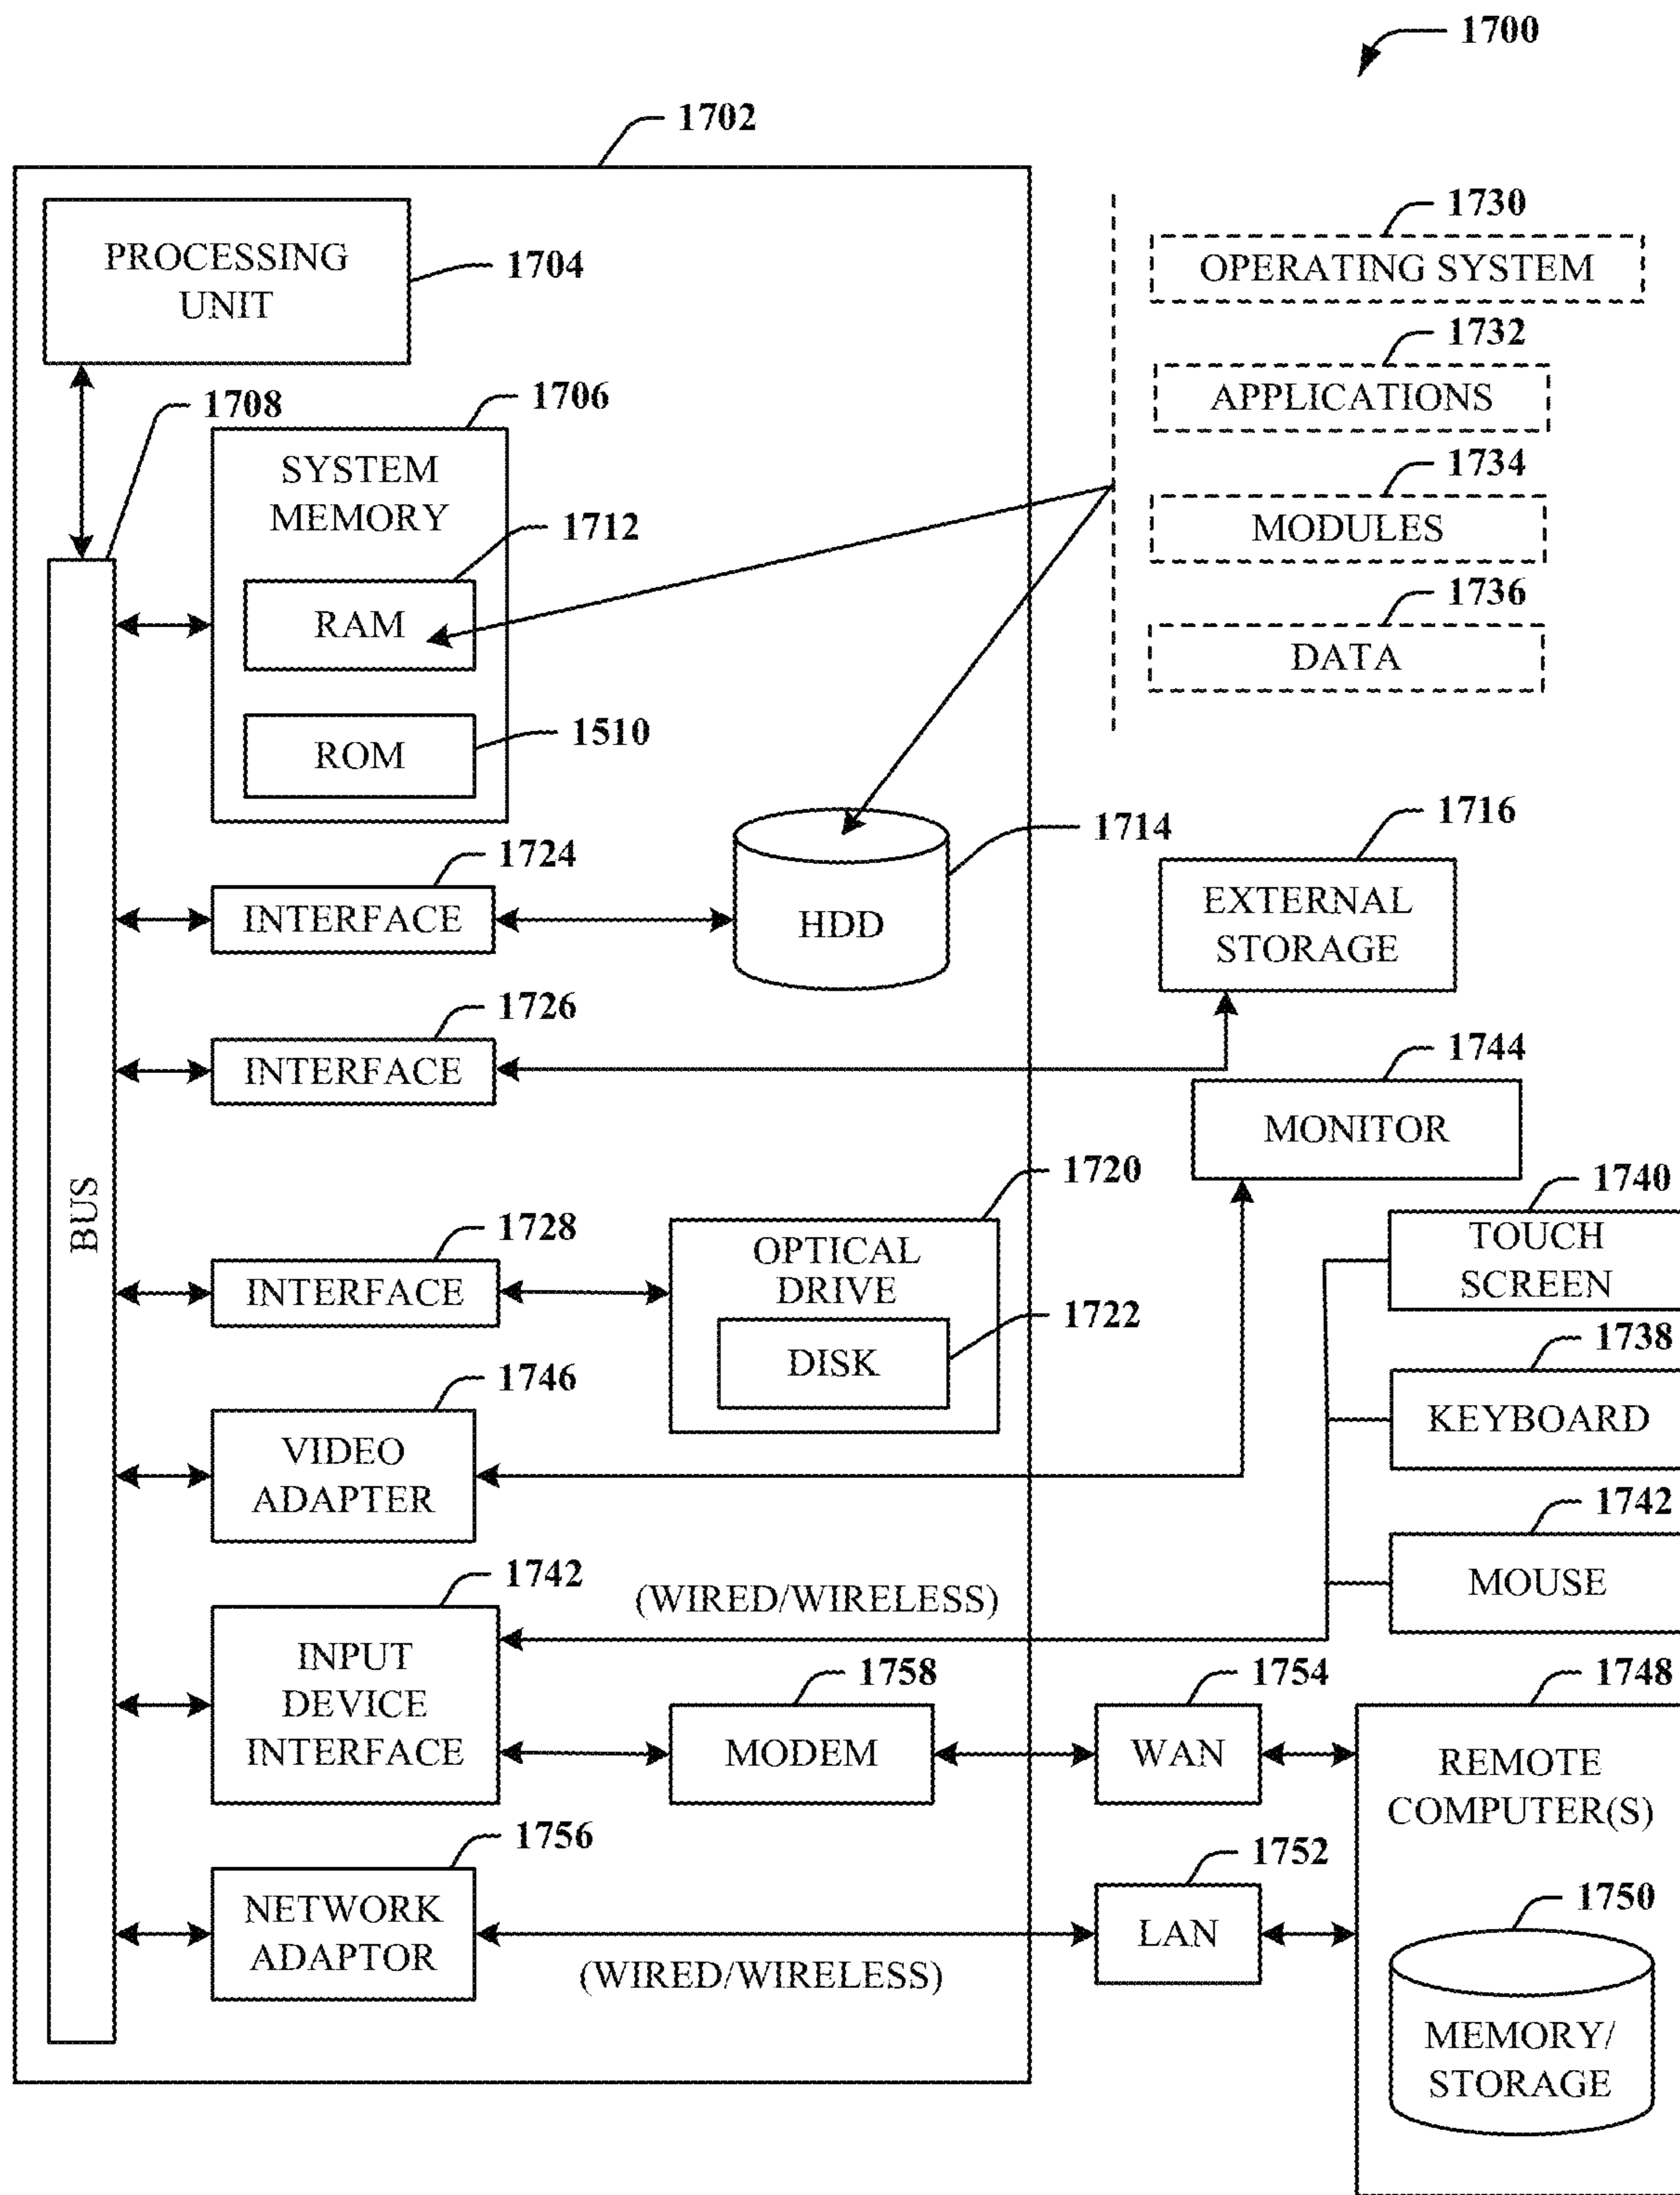 1700
1702
PROCESSING
UNIT
1704
1730
OPERATING SYSTEM
1732
APPLICATIONS
1734
MODULES
1736
DATA
1708
1706
SYSTEM
MEMORY
1712
RAM
1510
ROM
1724
INTERFACE
1714
HDD
1716
EXTERNAL
STORAGE
1726
INTERFACE
1744
MONITOR
BUS
1728
INTERFACE
1720
OPTICAL
DRIVE
1722
DISK
1740
TOUCH
SCREEN
1738
KEYBOARD
1742
MOUSE
1746
VIDEO
ADAPTER
1742
INPUT
DEVICE
INTERFACE
(WIRED/WIRELESS)
1758
MODEM
1754
WAN
1748
REMOTE
COMPUTER(S)
1756
NETWORK
ADAPTOR
(WIRED/WIRELESS)
1752
LAN
1750
MEMORY/
STORAGE